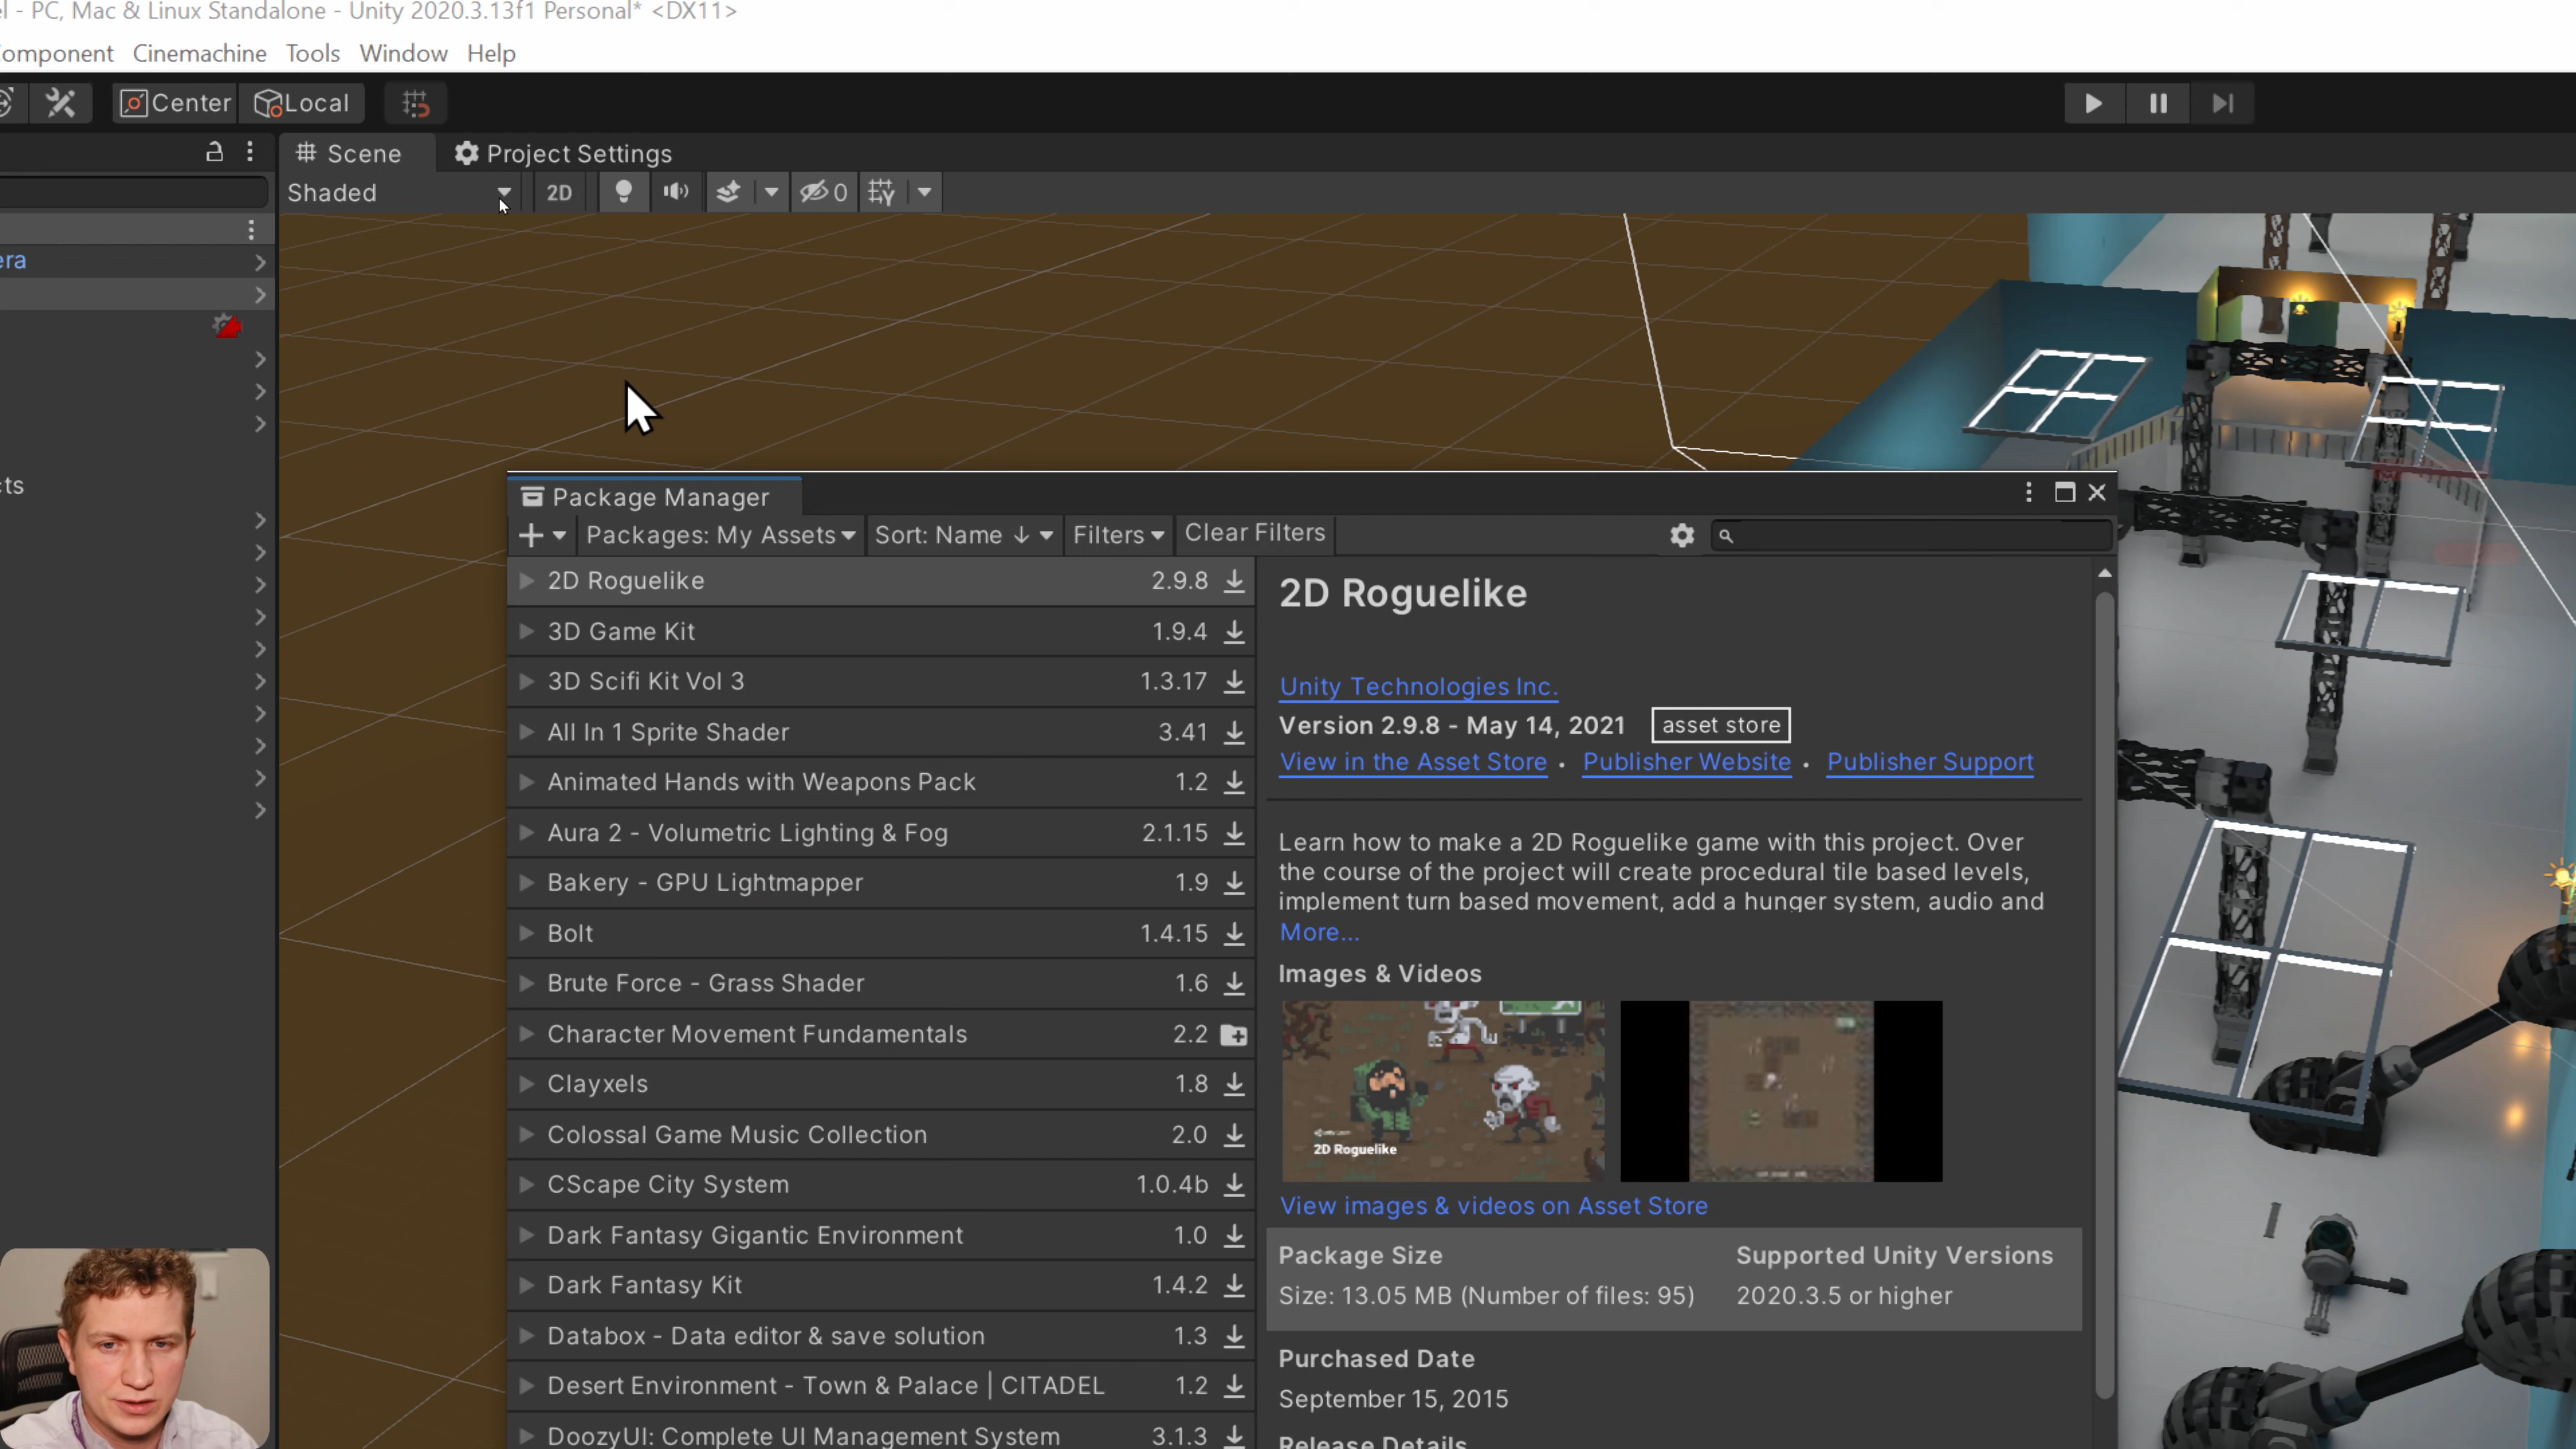 el - PC, Mac & Linux Standalone - Unity 2020.3.13f1 Personal* <DX11>
omponent Cinemachine Tools Window Help
Center Local
Scene Project Settings
Shaded 2D 0
era
cts
Package Manager
Packages: My Assets Sort: Name ↓ Filters Clear Filters
2D Roguelike 2.9.8
3D Game Kit 1.9.4
3D Scifi Kit Vol 3 1.3.17
All In 1 Sprite Shader 3.41
Animated Hands with Weapons Pack 1.2
Aura 2 - Volumetric Lighting & Fog 2.1.15
Bakery - GPU Lightmapper 1.9
Bolt 1.4.15
Brute Force - Grass Shader 1.6
Character Movement Fundamentals 2.2
Clayxels 1.8
Colossal Game Music Collection 2.0
CScape City System 1.0.4b
Dark Fantasy Gigantic Environment 1.0
Dark Fantasy Kit 1.4.2
Databox - Data editor & save solution 1.3
Desert Environment - Town & Palace | CITADEL 1.2
DoozyUI: Complete UI Management System 3.1.3
2D Roguelike
Unity Technologies Inc.
Version 2.9.8 - May 14, 2021 asset store
View in the Asset Store • Publisher Website • Publisher Support
Learn how to make a 2D Roguelike game with this project. Over
the course of the project will create procedural tile based levels,
implement turn based movement, add a hunger system, audio and
More...
Images & Videos
2D Roguelike
View images & videos on Asset Store
Package Size Supported Unity Versions
Size: 13.05 MB (Number of files: 95) 2020.3.5 or higher
Purchased Date
September 15, 2015
Release Details